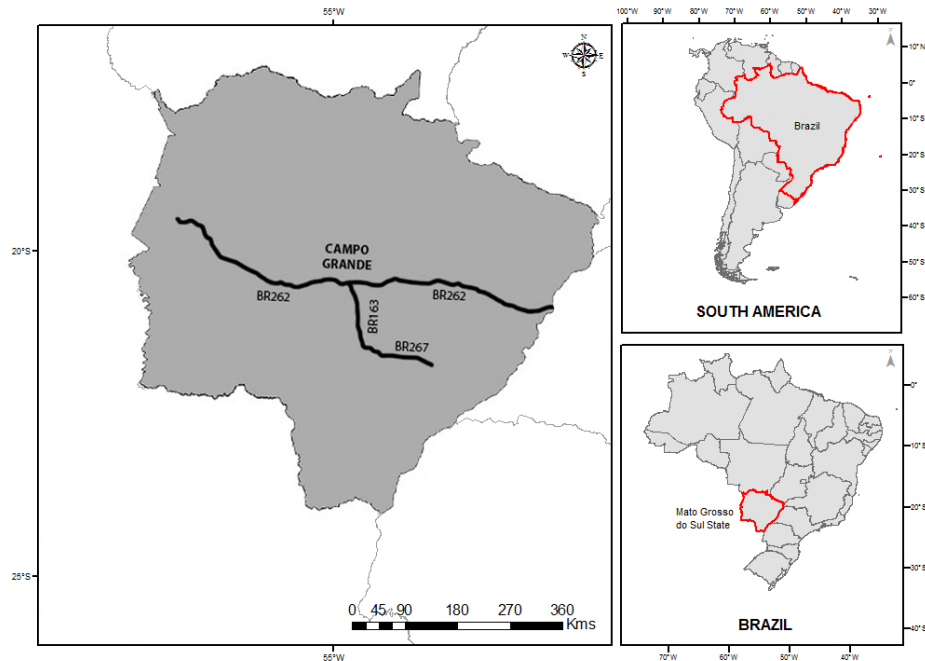 55°W
N
W
E
S
20°S
25°S
CAMPO
GRANDE
BR262
BR262
BR163
BR267
0 45 90 180 270 360
Kms
55°W
100°W 90°W 80°W 70°W 60°W 50°W 40°W 30°W
10°N
0°
10°S
20°S
30°S
40°S
50°S
60°S
Brazil
SOUTH AMERICA
0°
10°S
20°S
30°S
40°S
Mato Grosso
do Sul State
BRAZIL
70°W 60°W 50°W 40°W